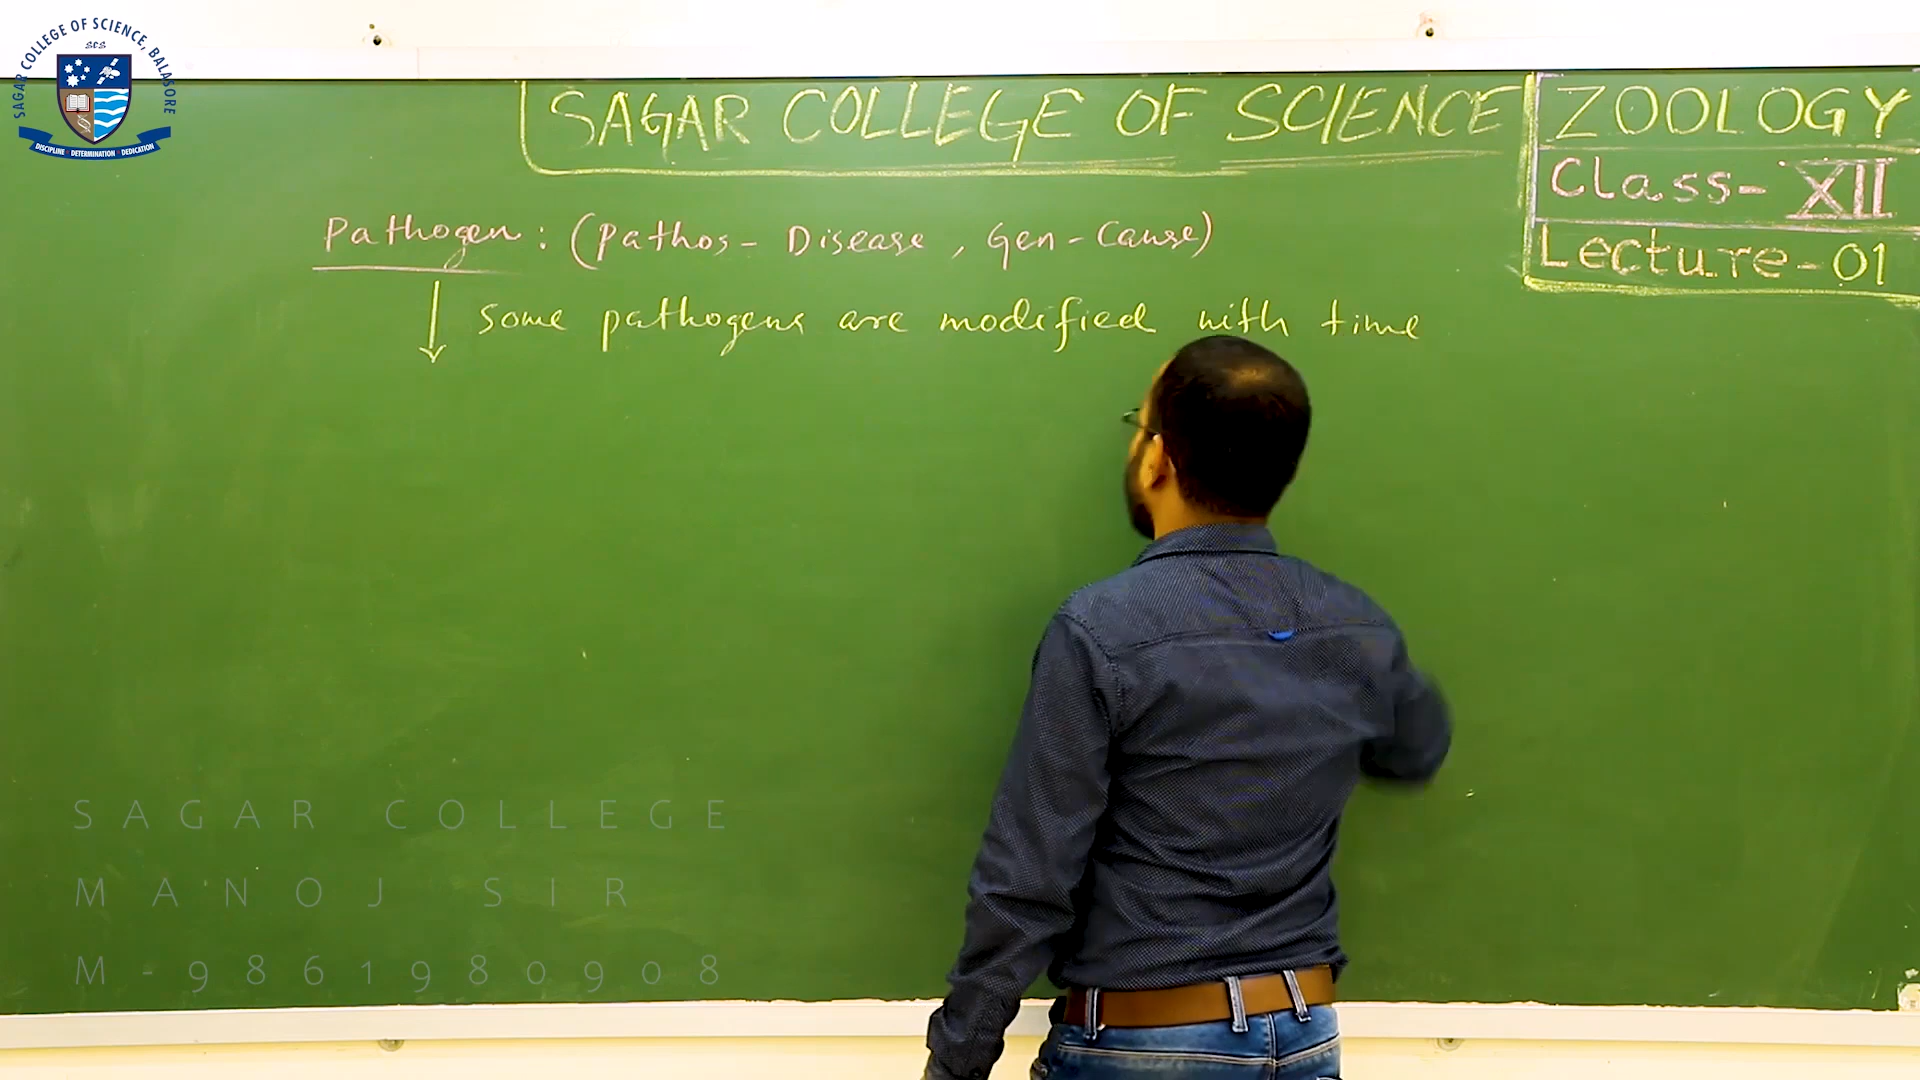 SAGAR COLLEGE OF SCIENCE, BALASORE
SCS
DISCIPLINE DETERMINATION DEDICATION
SAGAR COLLEGE OF SCIENCE
ZOOLOGY
Class- XII
Lecture-01
Pathogen: (Pathos- Disease, Gen-Cause)
↓ some pathogens are modified with time
SAGAR COLLEGE
MANOJ SIR
M-9861980908